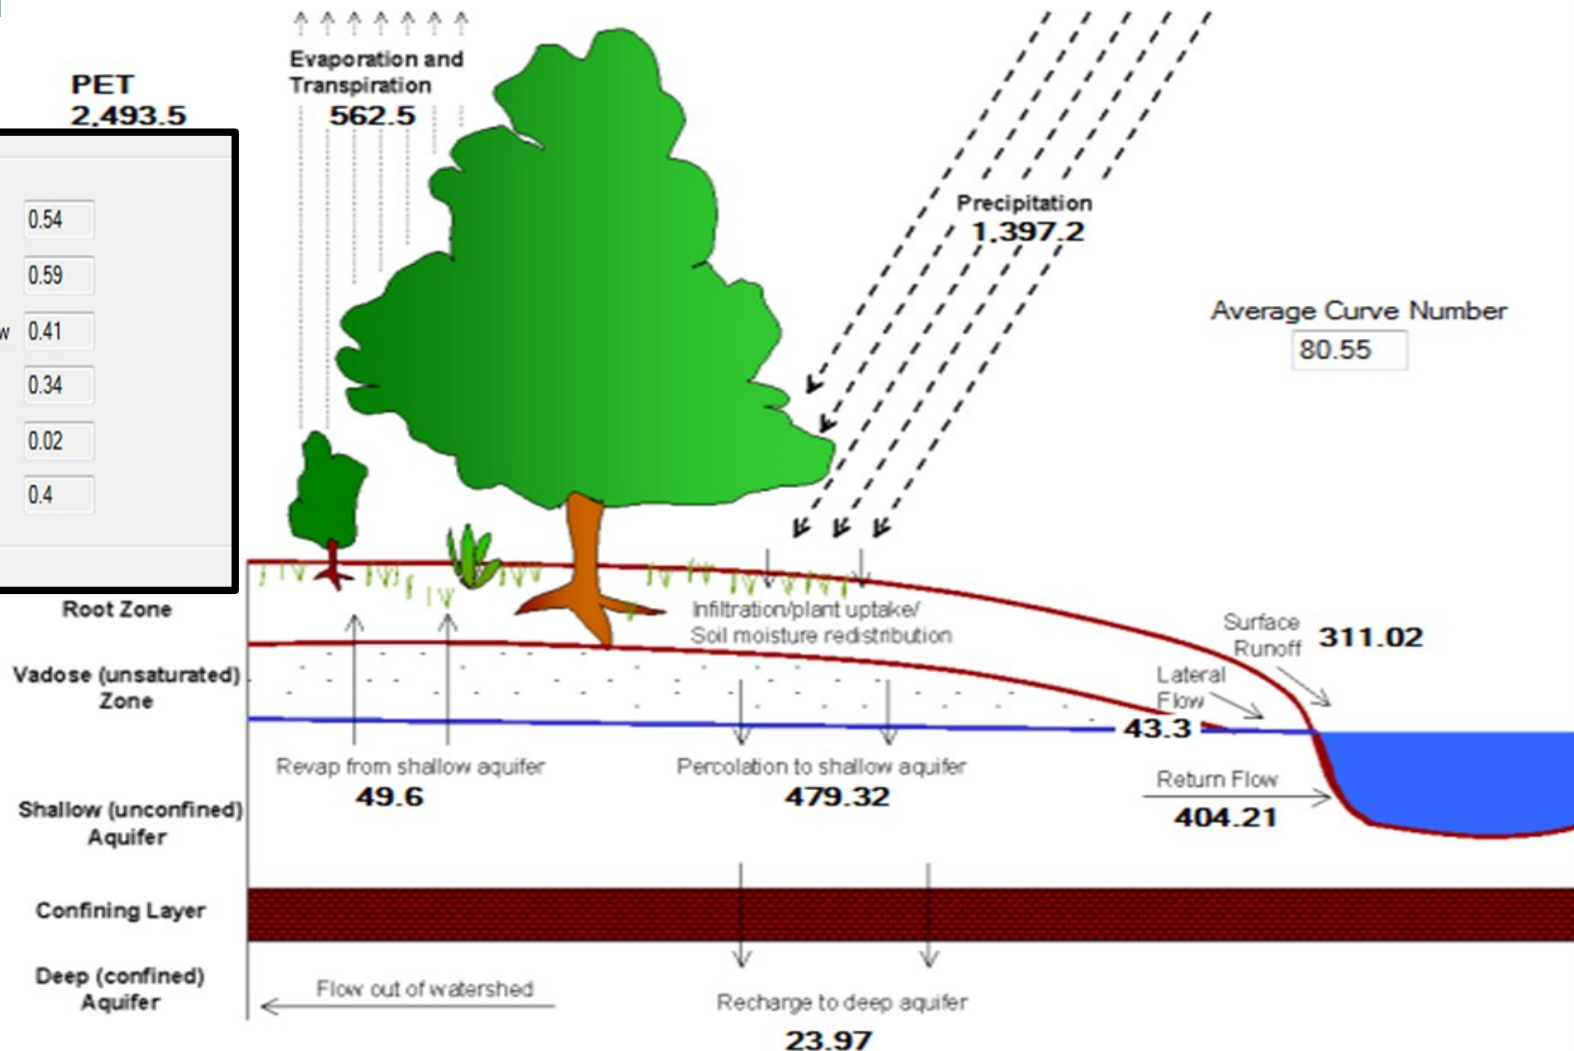 PET
2,493.5
Evaporation and
Transpiration
562.5
Precipitation
1,397.2
Average Curve Number
80.55
0.54
0.59
w 0.41
0.34
0.02
0.4
Root Zone
Infiltration/plant uptake/
Soil moisture redistribution
Surface
Runoff
311.02
Vadose (unsaturated)
Zone
Lateral
Flow
43.3
Revap from shallow aquifer
49.6
Percolation to shallow aquifer
479.32
Return Flow
404.21
Shallow (unconfined)
Aquifer
Confining Layer
Deep (confined)
Aquifer
Flow out of watershed
Recharge to deep aquifer
23.97